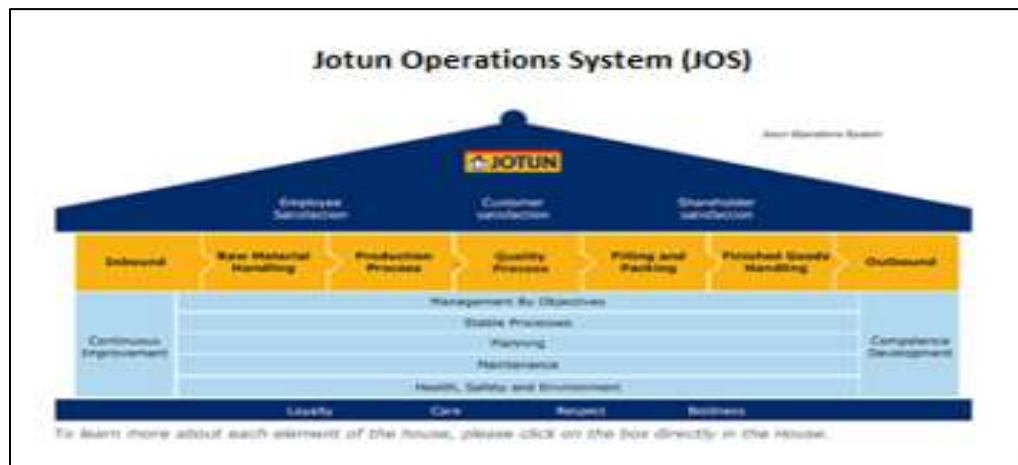 Jotun Operations System (JOS)
Jotun Operations System
JOTUN
Employee Satisfaction
Customer satisfaction
Shareholder satisfaction
Inbound
Raw Material Handling
Production Process
Quality Process
Filling and Packing
Finished Goods Handling
Outbound
Management By Objectives
Stable Processes
Planning
Maintenance
Health, Safety and Environment
Continuous Improvement
Competence Development
Loyalty Care Respect Boldness
To learn more about each element of the house, please click on the box directly in the House.